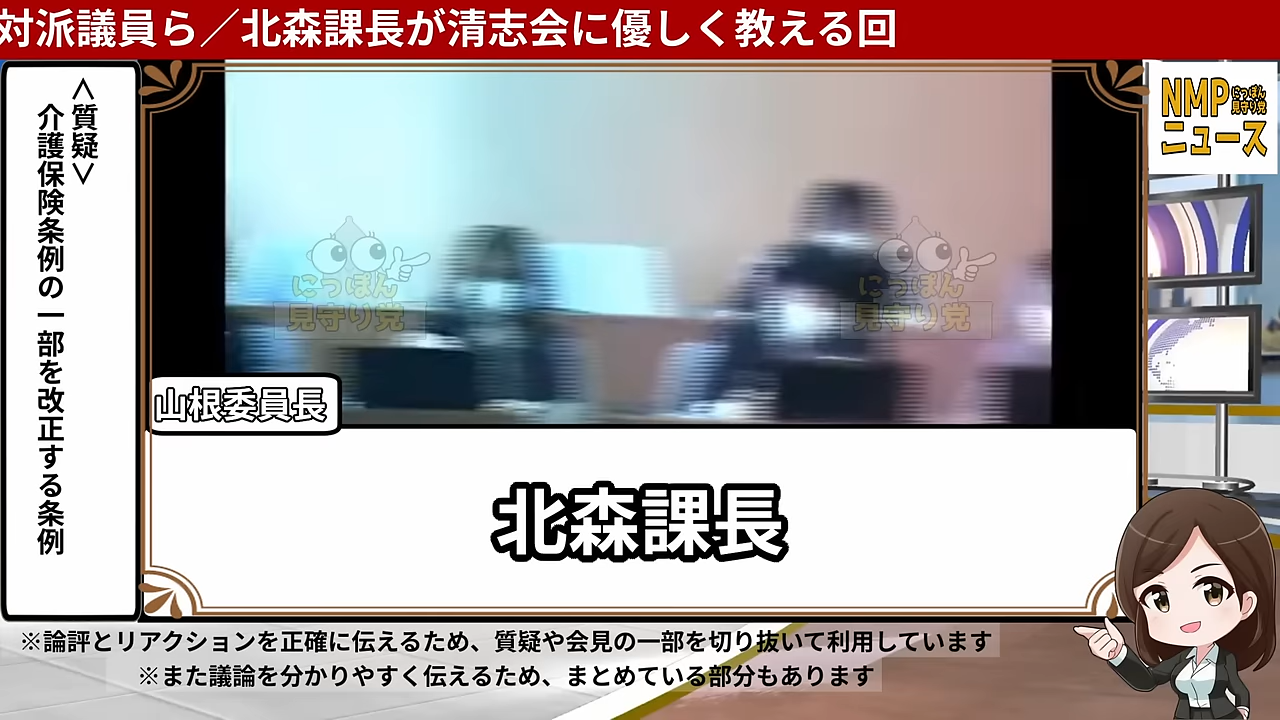 対派議員ら／北森課長が清志会に優しく教える回
＜質疑＞
介護保険条例の一部を改正する条例
NMP
にっぽん
見守り党
ニュース
にっぽん
見守り党
にっぽん
見守り党
山根委員長
北森課長
※論評とリアクションを正確に伝えるため、質疑や会見の一部を切り抜いて利用しています
※また議論を分かりやすく伝えるため、まとめている部分もあります